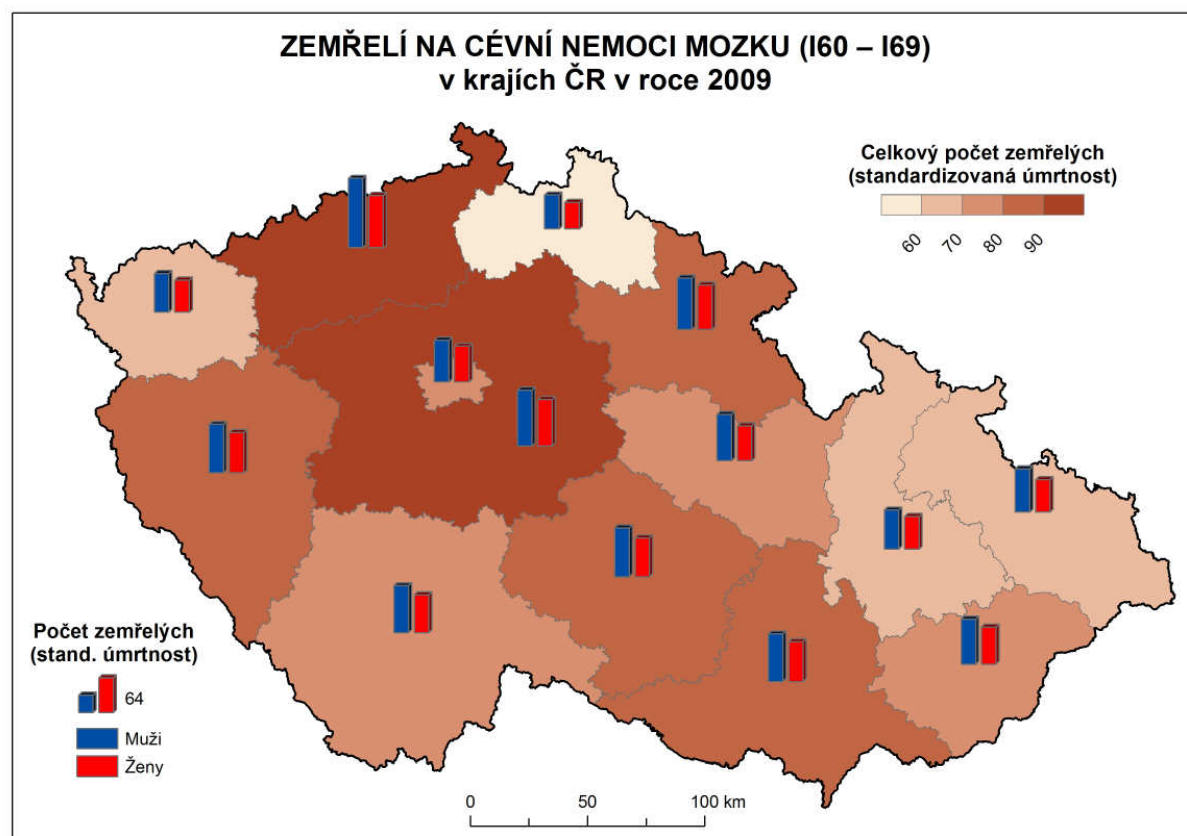 ZEMŘELÍ NA CÉVNÍ NEMOCI MOZKU (I60 – I69)
v krajích ČR v roce 2009
Celkový počet zemřelých
(standardizovaná úmrtnost)
60 70 80 90
Počet zemřelých
(stand. úmrtnost)
64
Muži
Ženy
0 50 100 km